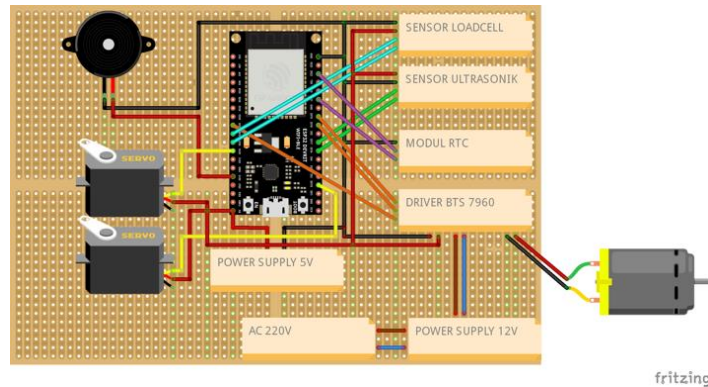 SENSOR LOADCELL
SENSOR ULTRASONIK
MODUL RTC
SERVO
DRIVER BTS 7960
SERVO
POWER SUPPLY 5V
AC 220V
POWER SUPPLY 12V
fritzing